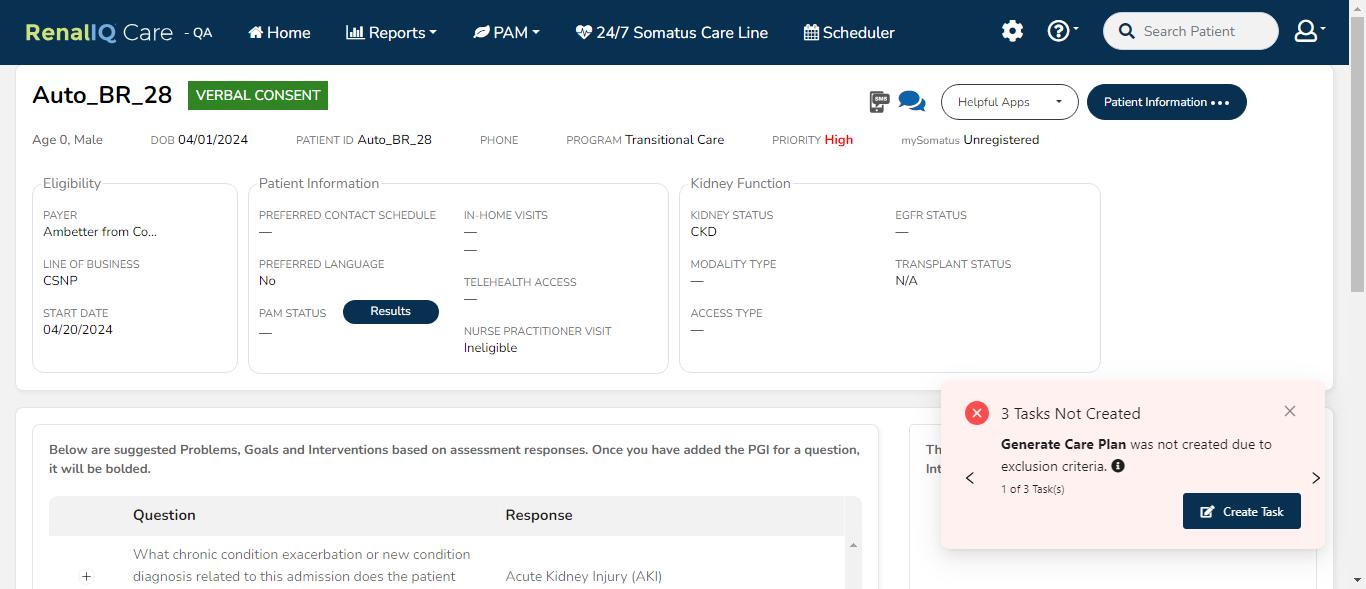 RenalIQ Care - QA
Home
Reports
PAM
24/7 Somatus Care Line
Scheduler
Search Patient
Auto_BR_28
VERBAL CONSENT
SMS
Helpful Apps
Patient Information
Age 0, Male
DOB 04/01/2024
PATIENT ID Auto_BR_28
PHONE
PROGRAM Transitional Care
PRIORITY High
mySomatus Unregistered
Eligibility
PAYER
Ambetter from Co...
LINE OF BUSINESS
CSNP
START DATE
04/20/2024
Patient Information
PREFERRED CONTACT SCHEDULE
—
PREFERRED LANGUAGE
No
PAM STATUS
Results
—
IN-HOME VISITS
—
—
TELEHEALTH ACCESS
—
NURSE PRACTITIONER VISIT
Ineligible
Kidney Function
KIDNEY STATUS
CKD
MODALITY TYPE
—
ACCESS TYPE
—
EGFR STATUS
—
TRANSPLANT STATUS
N/A
Below are suggested Problems, Goals and Interventions based on assessment responses. Once you have added the PGI for a question,
it will be bolded.
Question
Response
What chronic condition exacerbation or new condition
diagnosis related to this admission does the patient
Acute Kidney Injury (AKI)
3 Tasks Not Created
Generate Care Plan was not created due to
exclusion criteria.
1 of 3 Task(s)
Create Task